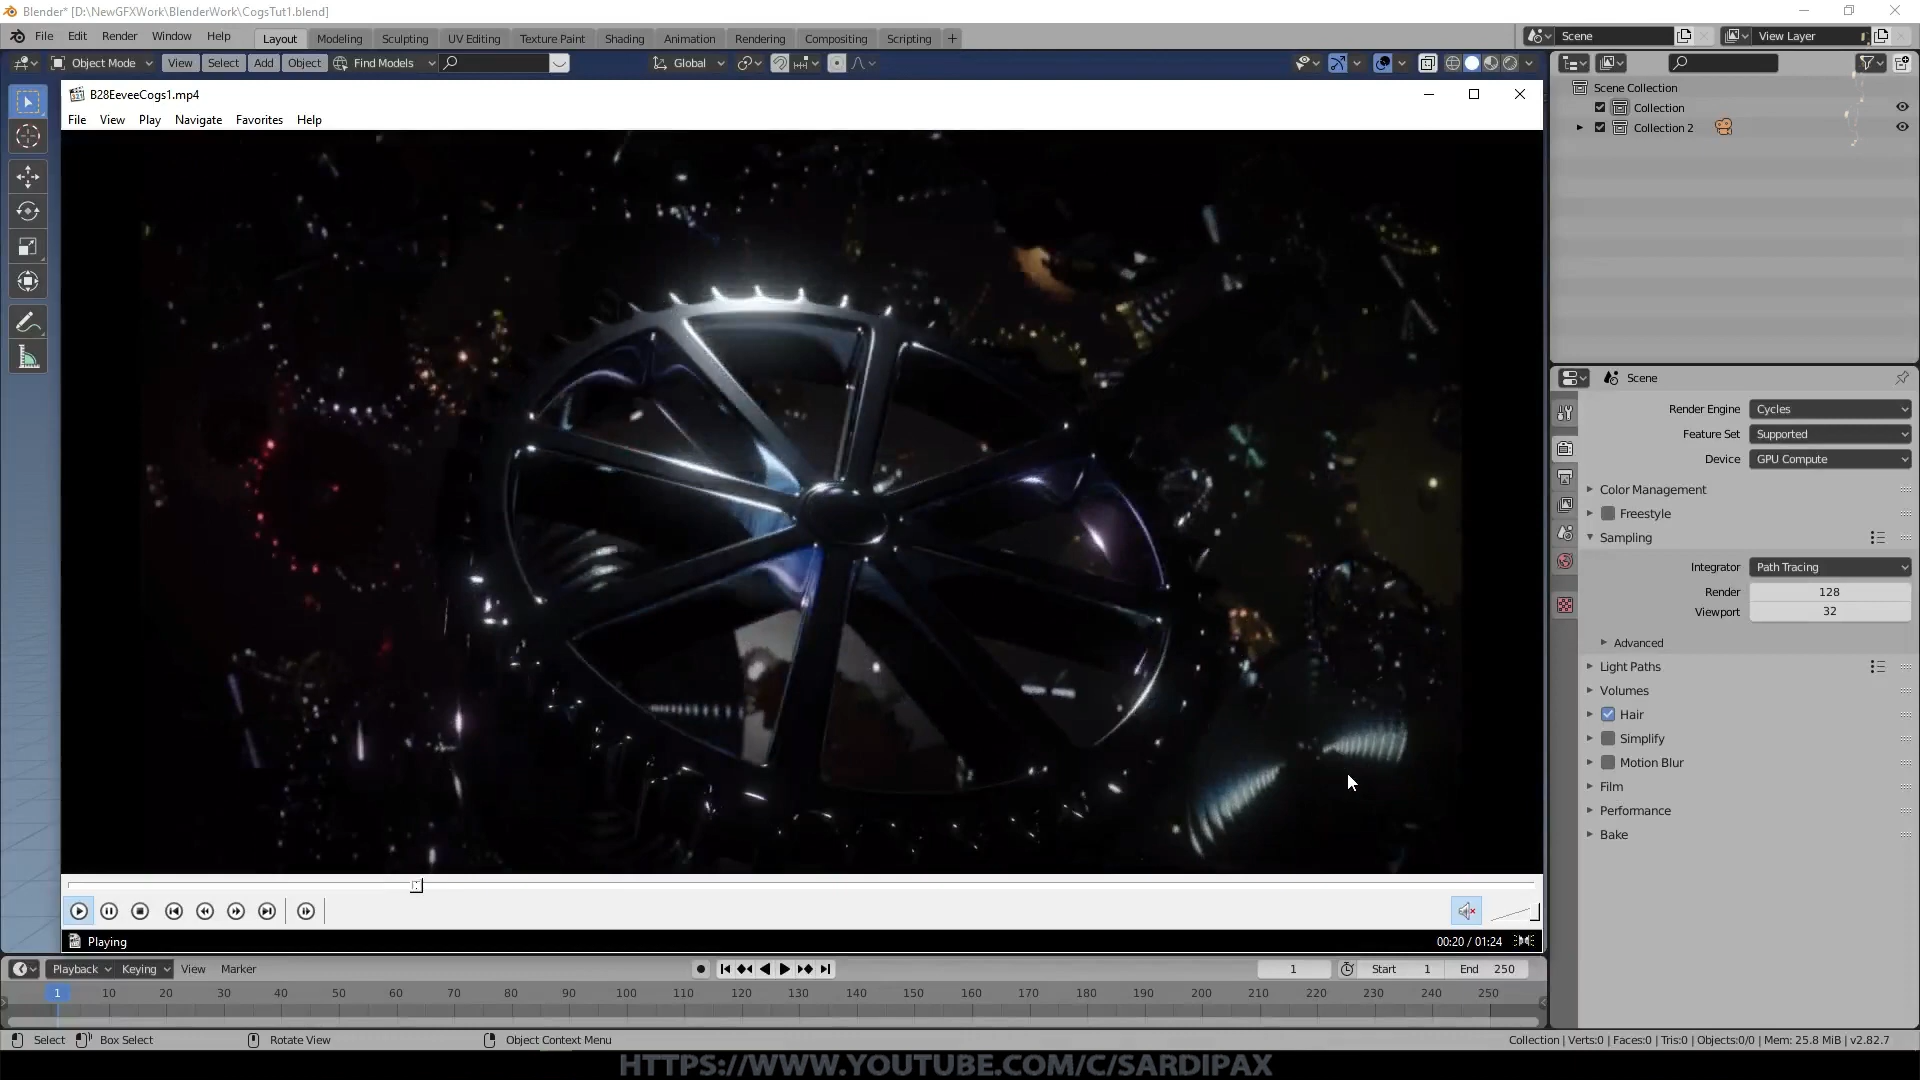 Blender* [D:\NewGFXWork\BlenderWork\CogsTut1.blend]
File Edit Render Window Help Layout Modeling Sculpting UV Editing Texture Paint Shading Animation Rendering Compositing Scripting + Scene View Layer
Object Mode View Select Add Object Find Models Global
B28EeveeCogs1.mp4
File View Play Navigate Favorites Help
Scene Collection
Collection
Collection 2
Scene
Render Engine Cycles
Feature Set Supported
Device GPU Compute
Color Management
Freestyle
Sampling
Integrator Path Tracing
Render 128
Viewport 32
Advanced
Light Paths
Volumes
Hair
Simplify
Motion Blur
Film
Performance
Bake
Playing 00:20 / 01:24
Playback Keying View Marker 1 Start 1 End 250
1 10 20 30 40 50 60 70 80 90 100 110 120 130 140 150 160 170 180 190 200 210 220 230 240 250
Select Box Select Rotate View Object Context Menu Collection | Verts:0 | Faces:0 | Tris:0 | Objects:0/0 | Mem: 25.8 MiB | v2.82.7
HTTPS://WWW.YOUTUBE.COM/C/SARDIPAX